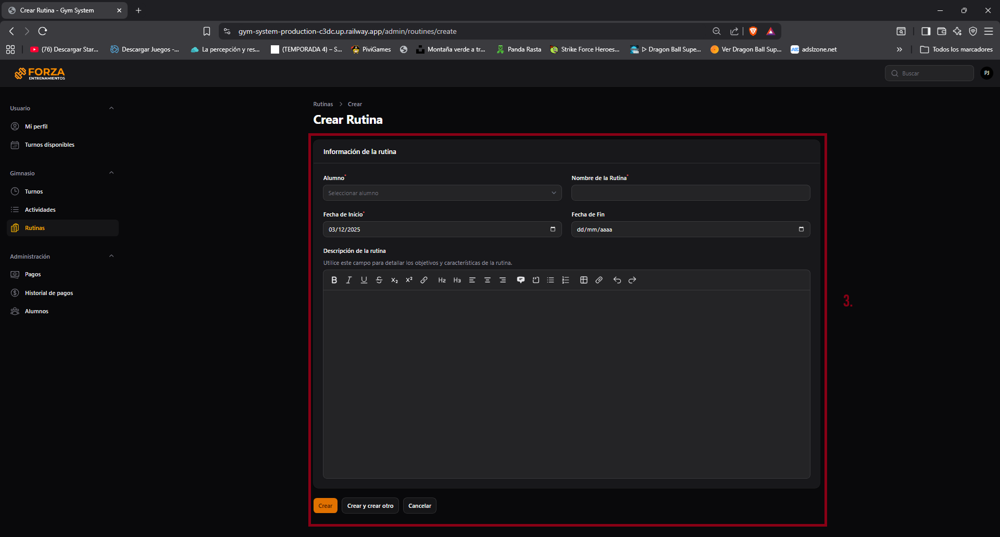 Crear Rutina - Gym System
gym-system-production-c3dc.up.railway.app/admin/routines/create
(76) Descargar Star...
Descargar Juegos -...
La percepción y res...
(TEMPORADA 4) – S...
PiviGames
Montaña verde a tr...
Panda Rasta
Strike Force Heroes...
▷ Dragon Ball Supe...
Ver Dragon Ball Sup...
adslzone.net
Todos los marcadores
FORZA
ENTRENAMIENTOS
Buscar
PJ
Usuario
Mi perfil
Turnos disponibles
Gimnasio
Turnos
Actividades
Rutinas
Administración
Pagos
Historial de pagos
Alumnos
Rutinas > Crear
Crear Rutina
Información de la rutina
Alumno*
Seleccionar alumno
Nombre de la Rutina*
Fecha de Inicio*
03/12/2025
Fecha de Fin
dd/mm/aaaa
Descripción de la rutina
Utilice este campo para detallar los objetivos y características de la rutina.
B I U S X₂ X² H₂ H₃
3.
Crear
Crear y crear otro
Cancelar